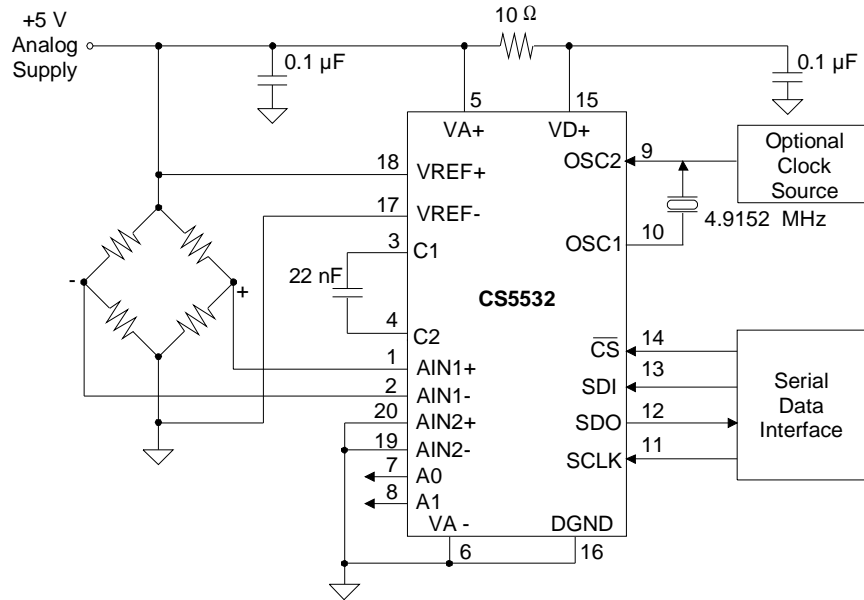 +5 V
Analog
Supply
10 Ω
0.1 µF
0.1 µF
5
15
VA+
VD+
18
VREF+
OSC2
9
Optional
Clock
Source
17
VREF-
4.9152 MHz
3
C1
OSC1
10
-
+
22 nF
CS5532
4
C2
1
AIN1+
CS
14
2
AIN1-
SDI
13
Serial
Data
Interface
20
AIN2+
SDO
12
19
AIN2-
SCLK
11
7
A0
8
A1
VA -
DGND
6
16